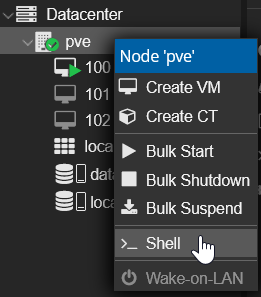 Datacenter
pve
100
101
102
loca
data
loca
Node 'pve'
Create VM
Create CT
Bulk Start
Bulk Shutdown
Bulk Suspend
Shell
Wake-on-LAN